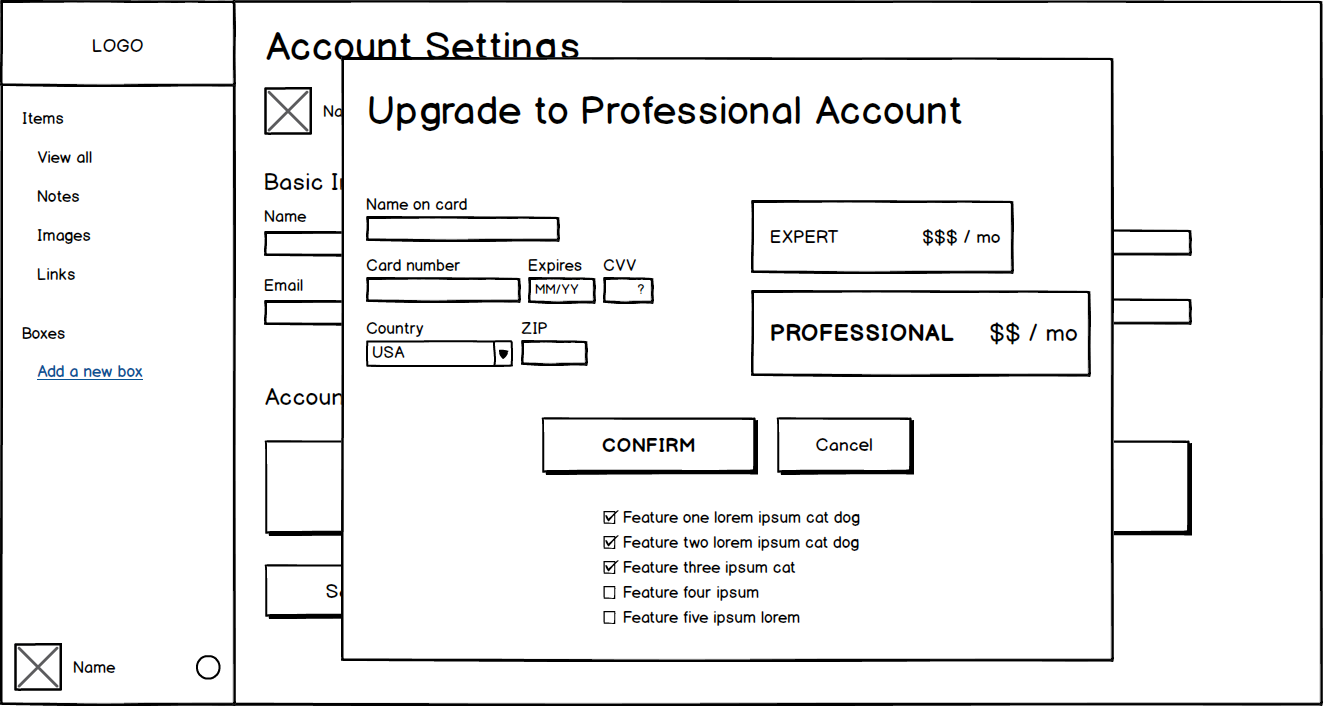 LOGO
Items
View all
Notes
Images
Links
Boxes
Add a new box
Name
Account Settings
Name
Email
Upgrade to Professional Account
Name on card
Card number Expires CVV
MM/YY ?
Country ZIP
USA
EXPERT $$$ / mo
PROFESSIONAL $$ / mo
CONFIRM Cancel
Feature one lorem ipsum cat dog
Feature two lorem ipsum cat dog
Feature three ipsum cat
Feature four ipsum
Feature five ipsum lorem